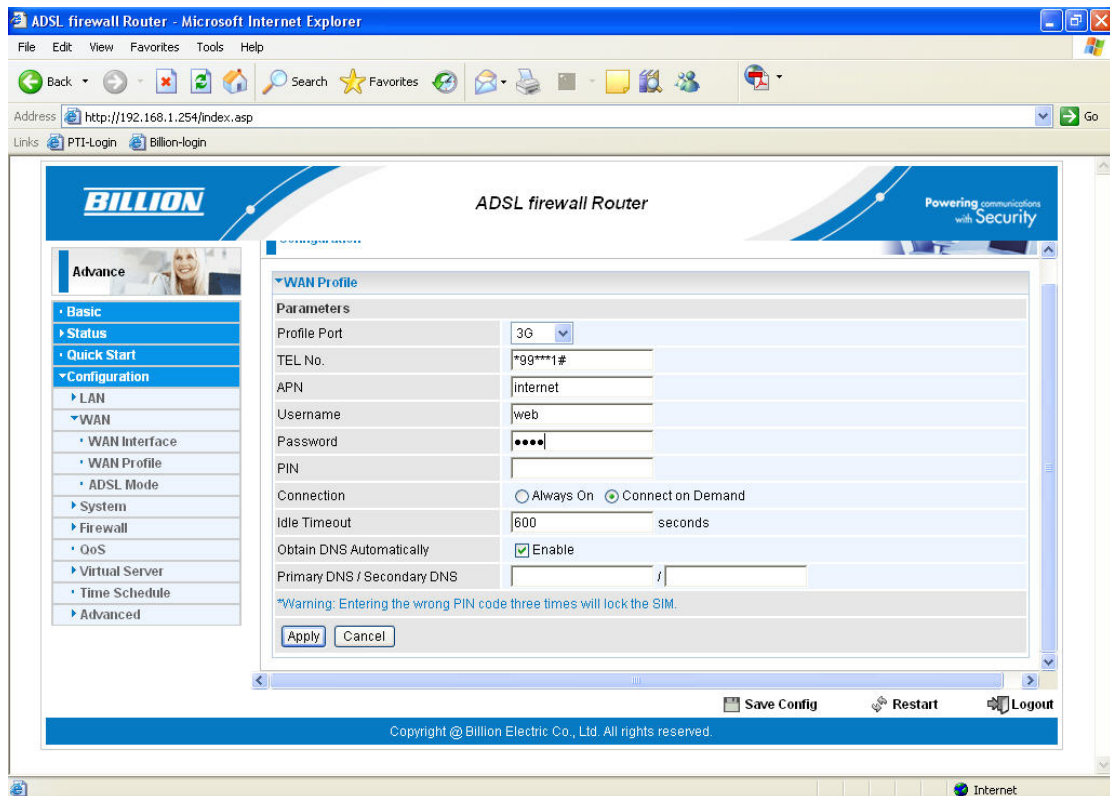 ADSL firewall Router - Microsoft Internet Explorer
File Edit View Favorites Tools Help
Back Search Favorites
Address http://192.168.1.254/index.asp Go
Links PTI-Login Billion-login
BILLION
ADSL firewall Router
Powering communications
with Security
Configuration
Advance
Basic
Status
Quick Start
Configuration
LAN
WAN
WAN Interface
WAN Profile
ADSL Mode
System
Firewall
QoS
Virtual Server
Time Schedule
Advanced
WAN Profile
Parameters
Profile Port 3G
TEL No. *99***1#
APN internet
Username web
Password ••••
PIN
Connection Always On Connect on Demand
Idle Timeout 600 seconds
Obtain DNS Automatically Enable
Primary DNS / Secondary DNS /
*Warning: Entering the wrong PIN code three times will lock the SIM.
Apply Cancel
Save Config Restart Logout
Copyright @ Billion Electric Co., Ltd. All rights reserved.
Internet